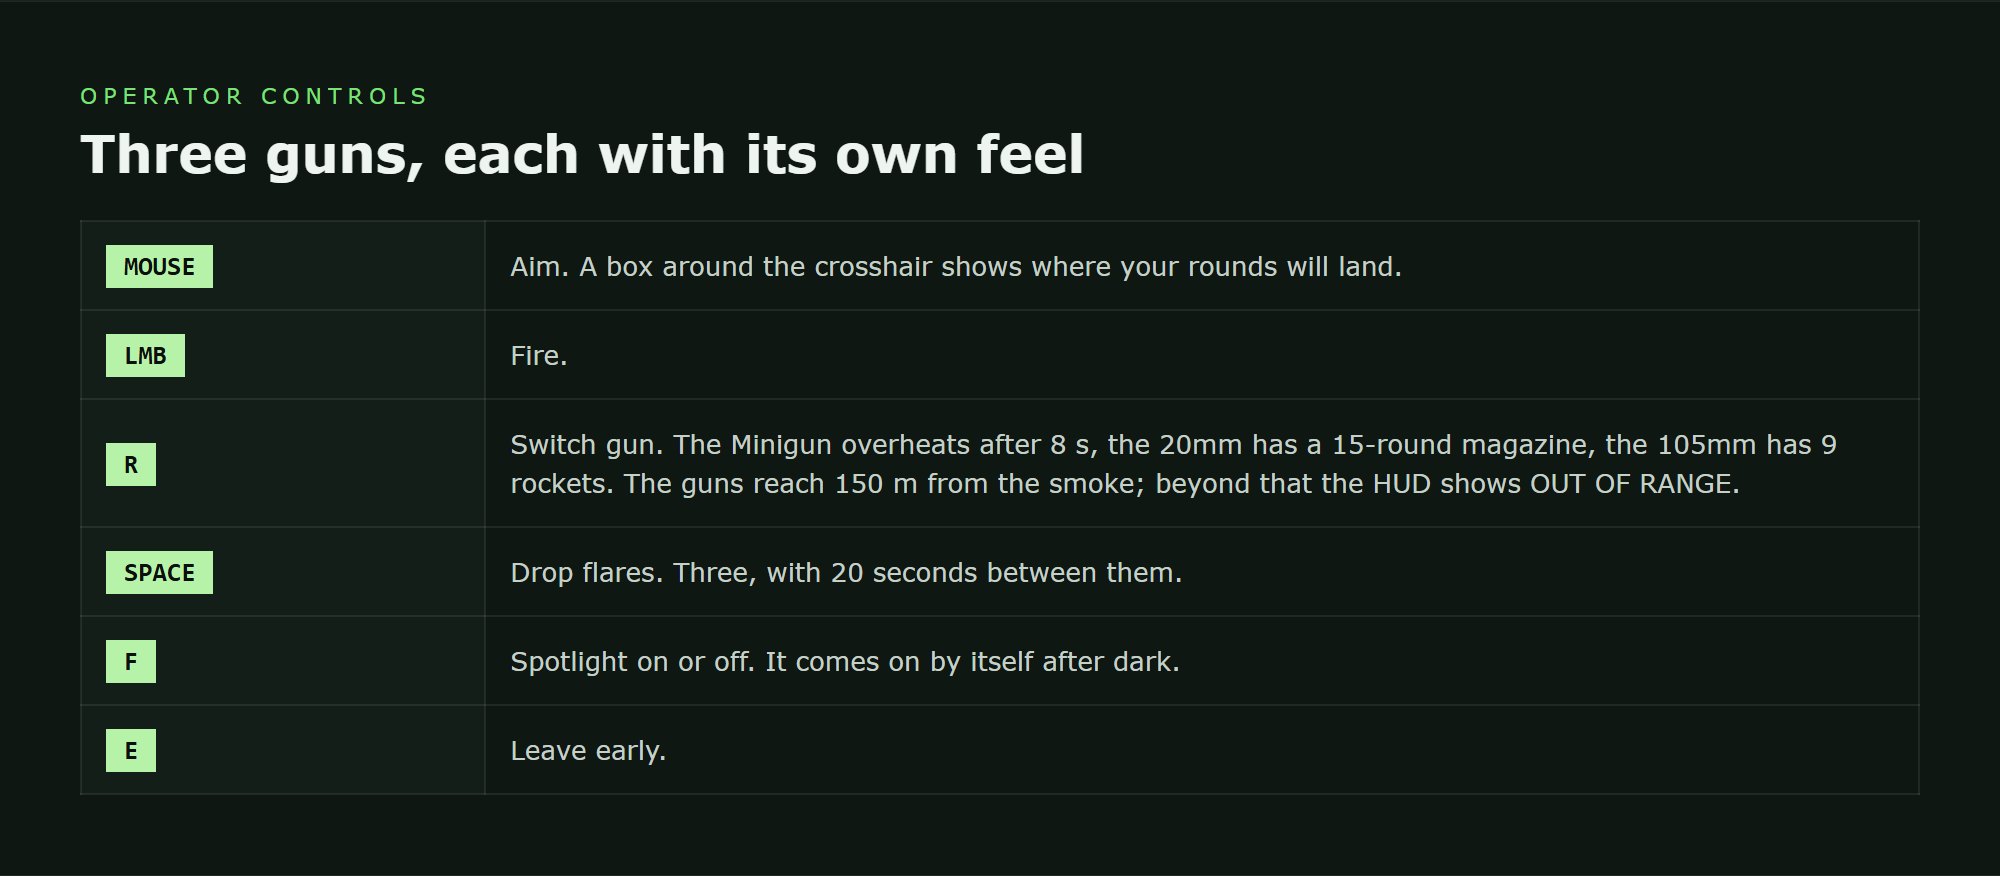 OPERATOR CONTROLS
Three guns, each with its own feel
MOUSE
Aim. A box around the crosshair shows where your rounds will land.
LMB
Fire.
R
Switch gun. The Minigun overheats after 8 s, the 20mm has a 15-round magazine, the 105mm has 9
rockets. The guns reach 150 m from the smoke; beyond that the HUD shows OUT OF RANGE.
SPACE
Drop flares. Three, with 20 seconds between them.
F
Spotlight on or off. It comes on by itself after dark.
E
Leave early.